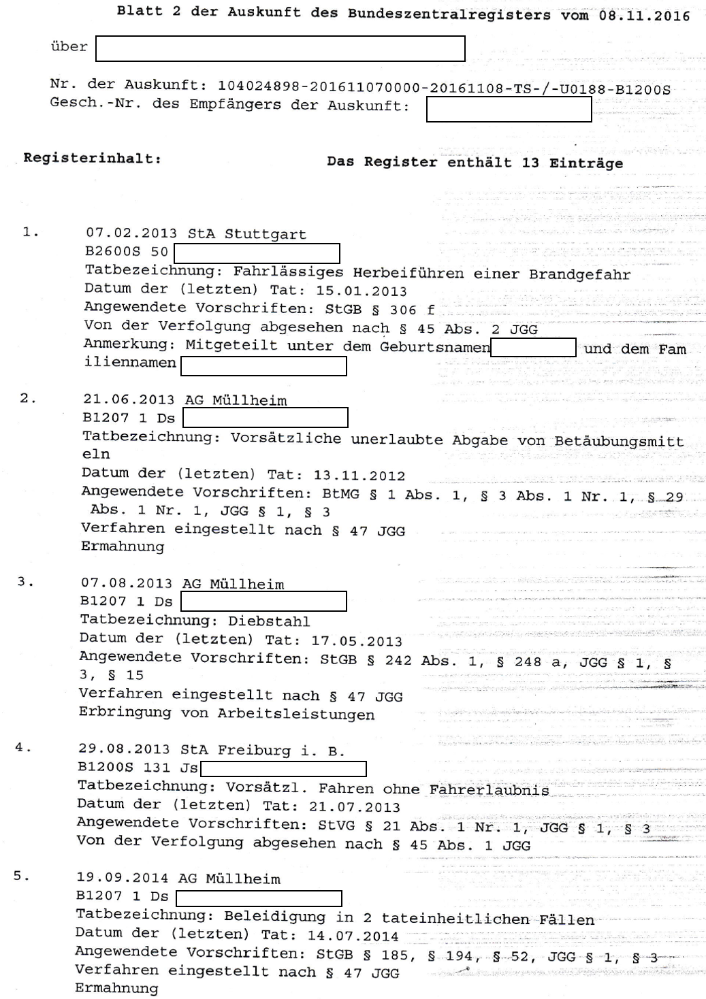 Blatt 2 der Auskunft des Bundeszentralregisters vom 08.11.2016
über
Nr. der Auskunft: 104024898-201611070000-20161108-TS-/-U0188-B1200S
Gesch.-Nr. des Empfängers der Auskunft:
Registerinhalt: Das Register enthält 13 Einträge
1. 07.02.2013 StA Stuttgart
B2600S 50
Tatbezeichnung: Fahrlässiges Herbeiführen einer Brandgefahr
Datum der (letzten) Tat: 15.01.2013
Angewendete Vorschriften: StGB § 306 f
Von der Verfolgung abgesehen nach § 45 Abs. 2 JGG
Anmerkung: Mitgeteilt unter dem Geburtsnamen und dem Fam
iliennamen
2. 21.06.2013 AG Müllheim
B1207 1 Ds
Tatbezeichnung: Vorsätzliche unerlaubte Abgabe von Betäubungsmitt
eln
Datum der (letzten) Tat: 13.11.2012
Angewendete Vorschriften: BtMG § 1 Abs. 1, § 3 Abs. 1 Nr. 1, § 29
Abs. 1 Nr. 1, JGG § 1, § 3
Verfahren eingestellt nach § 47 JGG
Ermahnung
3. 07.08.2013 AG Müllheim
B1207 1 Ds
Tatbezeichnung: Diebstahl
Datum der (letzten) Tat: 17.05.2013
Angewendete Vorschriften: StGB § 242 Abs. 1, § 248 a, JGG § 1, §
3, § 15
Verfahren eingestellt nach § 47 JGG
Erbringung von Arbeitsleistungen
4. 29.08.2013 StA Freiburg i. B.
B1200S 131 Js
Tatbezeichnung: Vorsätzl. Fahren ohne Fahrerlaubnis
Datum der (letzten) Tat: 21.07.2013
Angewendete Vorschriften: StVG § 21 Abs. 1 Nr. 1, JGG § 1, § 3
Von der Verfolgung abgesehen nach § 45 Abs. 1 JGG
5. 19.09.2014 AG Müllheim
B1207 1 Ds
Tatbezeichnung: Beleidigung in 2 tateinheitlichen Fällen
Datum der (letzten) Tat: 14.07.2014
Angewendete Vorschriften: StGB § 185, § 194, § 52, JGG § 1, § 3
Verfahren eingestellt nach § 47 JGG
Ermahnung